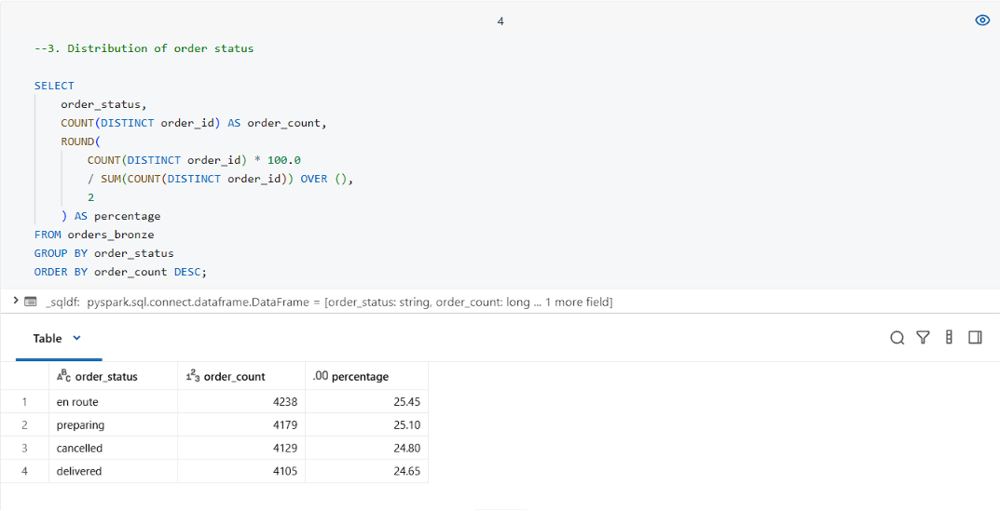 4
--3. Distribution of order status
SELECT
order_status,
COUNT(DISTINCT order_id) AS order_count,
ROUND(
COUNT(DISTINCT order_id) * 100.0
/ SUM(COUNT(DISTINCT order_id)) OVER (),
2
) AS percentage
FROM orders_bronze
GROUP BY order_status
ORDER BY order_count DESC;
_sqldf: pyspark.sql.connect.dataframe.DataFrame = [order_status: string, order_count: long ... 1 more field]
Table
ABC order_status 123 order_count .00 percentage
1 en route 4238 25.45
2 preparing 4179 25.10
3 cancelled 4129 24.80
4 delivered 4105 24.65